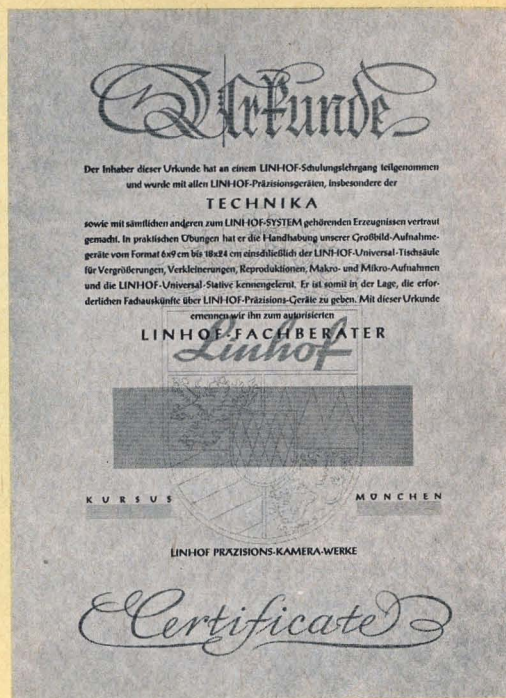 Urkunde
Der Inhaber dieser Urkunde hat an einem LINHOF-Schulungslehrgang teilgenommen
und wurde mit allen LINHOF-Präzisionsgeräten, insbesondere der
TECHNIKA
sowie mit sämtlichen anderen zum LINHOF-SYSTEM gehörenden Erzeugnissen vertraut
gemacht. In praktischen Übungen hat er die Handhabung unserer Großbild-Aufnahme-
geräte vom Format 6x9 cm bis 18x24 cm einschließlich der LINHOF-Universal-Tischsäule
für Vergrößerungen, Verkleinerungen, Reproduktionen, Makro- und Mikro-Aufnahmen
und die LINHOF-Universal-Stative kennengelernt. Er ist somit in der Lage, die erfor-
derlichen Fachauskünfte über LINHOF-Präzisions-Geräte zu geben. Mit dieser Urkunde
ernennen wir ihn zum autorisierten
LINHOF-FACHBERATER
Linhof
KURSUS MÜNCHEN
LINHOF PRÄZISIONS-KAMERA-WERKE
Certificate